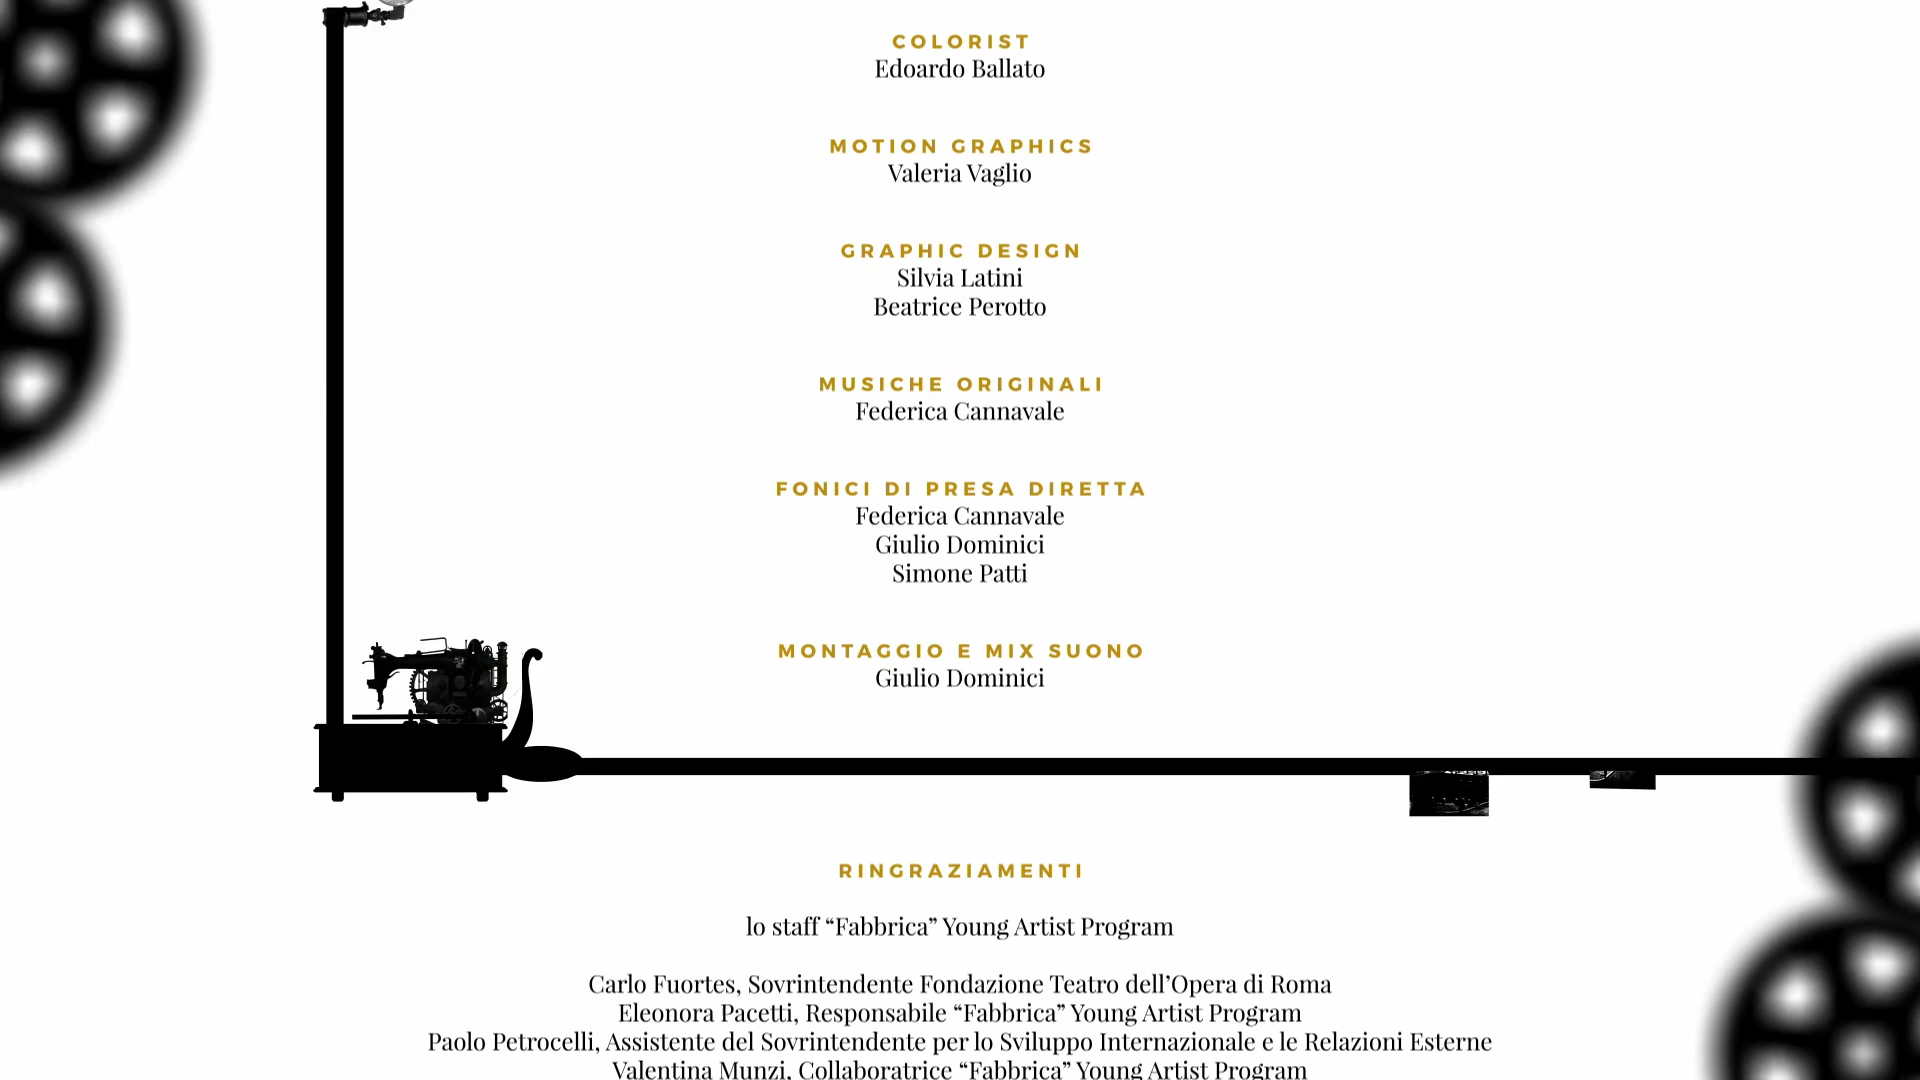 COLORIST
Edoardo Ballato
MOTION GRAPHICS
Valeria Vaglio
GRAPHIC DESIGN
Silvia Latini
Beatrice Perotto
MUSICHE ORIGINALI
Federica Cannavale
FONICI DI PRESA DIRETTA
Federica Cannavale
Giulio Dominici
Simone Patti
MONTAGGIO E MIX SUONO
Giulio Dominici
RINGRAZIAMENTI
lo staff “Fabbrica” Young Artist Program
Carlo Fuortes, Sovrintendente Fondazione Teatro dell’Opera di Roma
Eleonora Pacetti, Responsabile “Fabbrica” Young Artist Program
Paolo Petrocelli, Assistente del Sovrintendente per lo Sviluppo Internazionale e le Relazioni Esterne
Valentina Munzi, Collaboratrice “Fabbrica” Young Artist Program